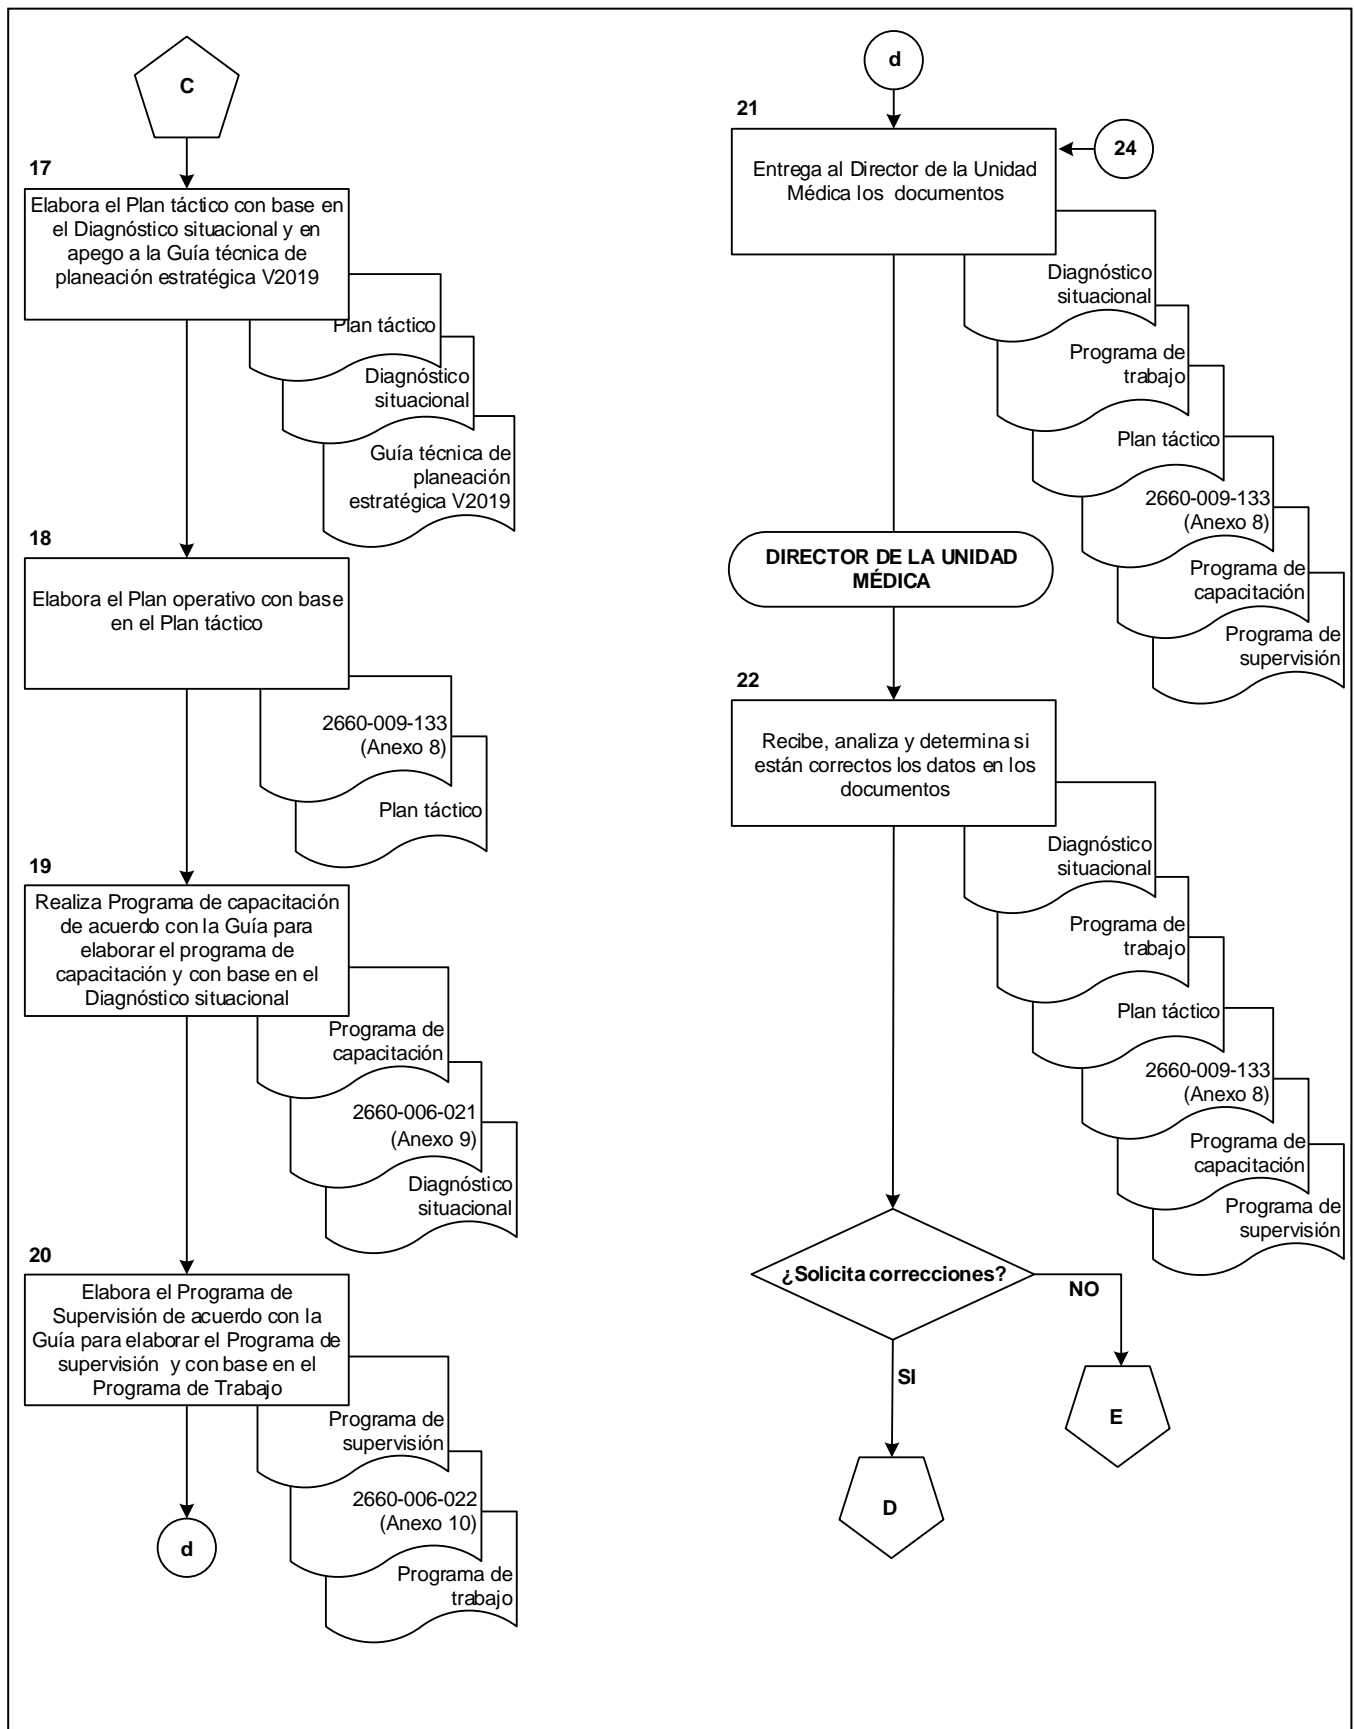 C
17
Elabora el Plan táctico con base en
el Diagnóstico situacional y en
apego a la Guía técnica de
planeación estratégica V2019
Plan táctico
Diagnóstico
situacional
Guía técnica de
planeación
estratégica V2019
18
Elabora el Plan operativo con base
en el Plan táctico
2660-009-133
(Anexo 8)
Plan táctico
19
Realiza Programa de capacitación
de acuerdo con la Guía para
elaborar el programa de
capacitación y con base en el
Diagnóstico situacional
Programa de
capacitación
2660-006-021
(Anexo 9)
Diagnóstico
situacional
20
Elabora el Programa de
Supervisión de acuerdo con la
Guía para elaborar el Programa de
supervisión y con base en el
Programa de Trabajo
Programa de
supervisión
2660-006-022
(Anexo 10)
Programa de
trabajo
d
d
21
24
Entrega al Director de la Unidad
Médica los documentos
Diagnóstico
situacional
Programa de
trabajo
Plan táctico
2660-009-133
(Anexo 8)
Programa de
capacitación
Programa de
supervisión
DIRECTOR DE LA UNIDAD
MÉDICA
22
Recibe, analiza y determina si
están correctos los datos en los
documentos
Diagnóstico
situacional
Programa de
trabajo
Plan táctico
2660-009-133
(Anexo 8)
Programa de
capacitación
Programa de
supervisión
¿Solicita correcciones?
NO
SI
E
D